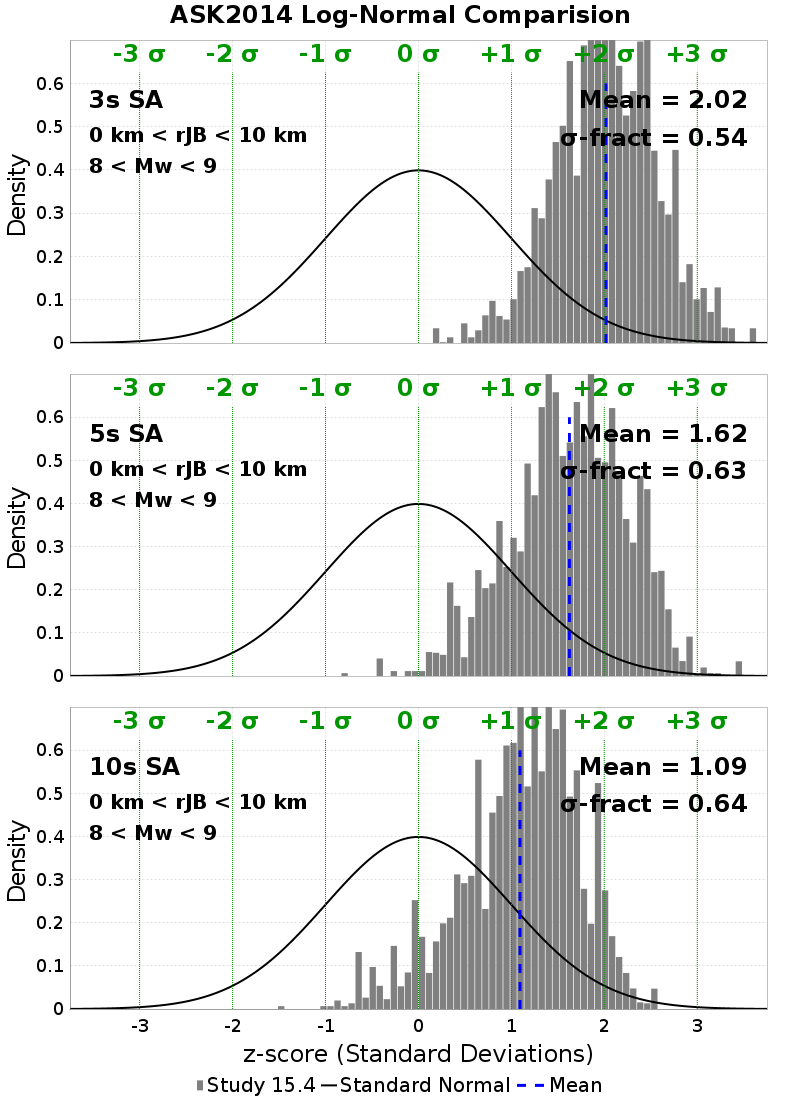 ASK2014 Log-Normal Comparision
-3 σ -2 σ -1 σ 0 σ +1 σ +2 σ +3 σ
3s SA
Mean = 2.02
0 km < rJB < 10 km
σ-fract = 0.54
8 < Mw < 9
0.6
0.5
0.4
0.3
0.2
0.1
0
Density
-3 σ -2 σ -1 σ 0 σ +1 σ +2 σ +3 σ
5s SA
Mean = 1.62
0 km < rJB < 10 km
σ-fract = 0.63
8 < Mw < 9
0.6
0.5
0.4
0.3
0.2
0.1
0
Density
-3 σ -2 σ -1 σ 0 σ +1 σ +2 σ +3 σ
10s SA
Mean = 1.09
0 km < rJB < 10 km
σ-fract = 0.64
8 < Mw < 9
0.6
0.5
0.4
0.3
0.2
0.1
0
Density
-3 -2 -1 0 1 2 3
z-score (Standard Deviations)
Study 15.4 Standard Normal Mean